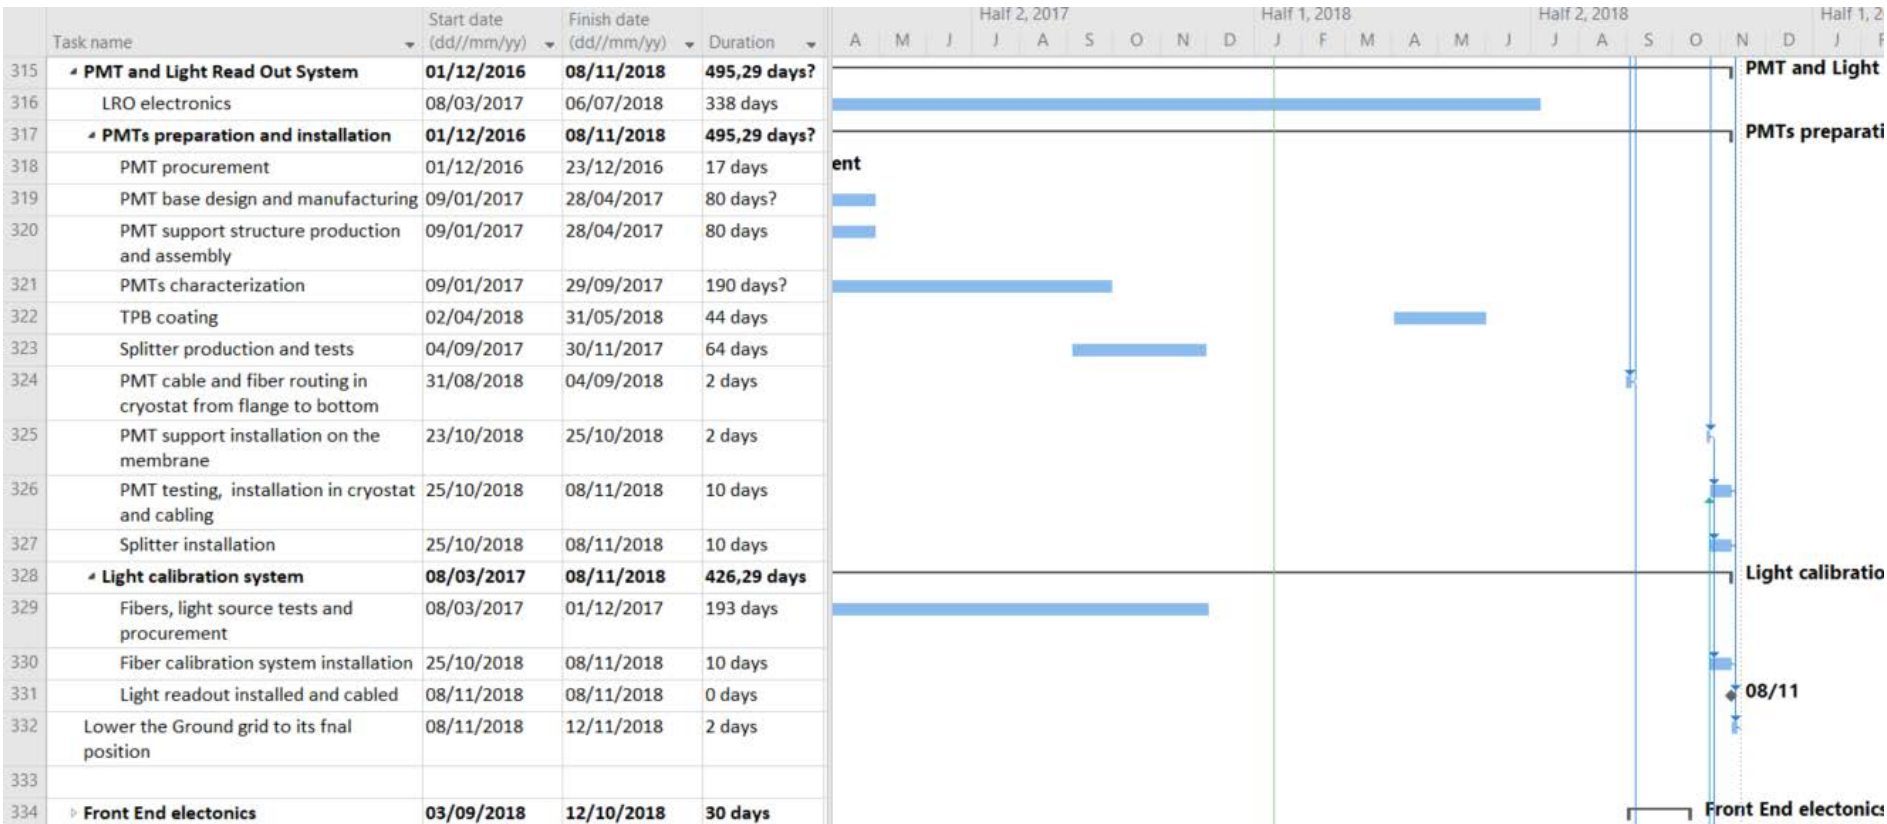 Half 2, 2017 Half 1, 2018 Half 2, 2018 Half 1, 2
Start date Finish date
Task name (dd//mm/yy) (dd//mm/yy) Duration A M J J A S O N D J F M A M J J A S O N D J F
315 PMT and Light Read Out System 01/12/2016 08/11/2018 495,29 days? PMT and Light
316 LRO electronics 08/03/2017 06/07/2018 338 days
317 PMTs preparation and installation 01/12/2016 08/11/2018 495,29 days? PMTs preparati
318 PMT procurement 01/12/2016 23/12/2016 17 days ent
319 PMT base design and manufacturing 09/01/2017 28/04/2017 80 days?
320 PMT support structure production 09/01/2017 28/04/2017 80 days
and assembly
321 PMTs characterization 09/01/2017 29/09/2017 190 days?
322 TPB coating 02/04/2018 31/05/2018 44 days
323 Splitter production and tests 04/09/2017 30/11/2017 64 days
324 PMT cable and fiber routing in 31/08/2018 04/09/2018 2 days
cryostat from flange to bottom
325 PMT support installation on the 23/10/2018 25/10/2018 2 days
membrane
326 PMT testing, installation in cryostat 25/10/2018 08/11/2018 10 days
and cabling
327 Splitter installation 25/10/2018 08/11/2018 10 days
328 Light calibration system 08/03/2017 08/11/2018 426,29 days Light calibratio
329 Fibers, light source tests and 08/03/2017 01/12/2017 193 days
procurement
330 Fiber calibration system installation 25/10/2018 08/11/2018 10 days
331 Light readout installed and cabled 08/11/2018 08/11/2018 0 days 08/11
332 Lower the Ground grid to its fnal 08/11/2018 12/11/2018 2 days
position
333
334 Front End electonics 03/09/2018 12/10/2018 30 days Front End electonics